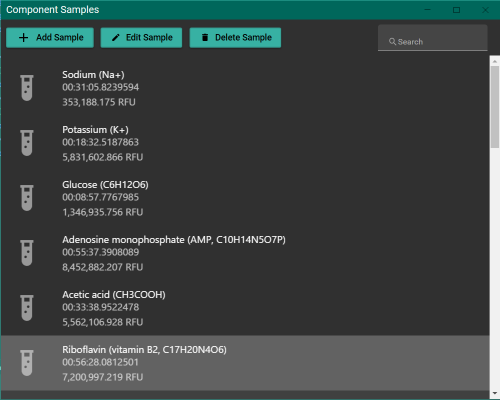 Component Samples
Add Sample
Edit Sample
Delete Sample
Search
Sodium (Na+)
00:31:05.8239594
353,188.175 RFU
Potassium (K+)
00:18:32.5187863
5,831,602.866 RFU
Glucose (C6H12O6)
00:08:57.7767985
1,346,935.756 RFU
Adenosine monophosphate (AMP, C10H14N5O7P)
00:55:37.3908089
8,452,882.207 RFU
Acetic acid (CH3COOH)
00:33:38.9522478
5,562,106.928 RFU
Riboflavin (vitamin B2, C17H20N4O6)
00:56:28.0812501
7,200,997.219 RFU